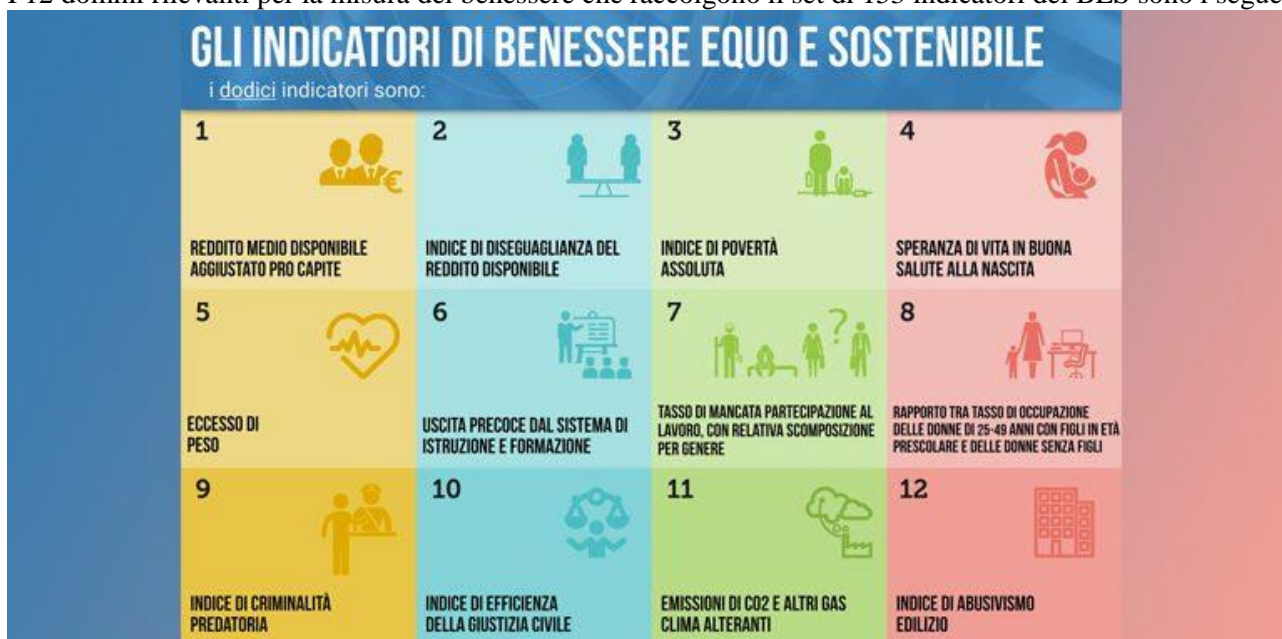 I 12 domini rilevanti per la misura del benessere che raccolgono il set di indicatori del BES sono i segue
GLI INDICATORI DI BENESSERE EQUO E SOSTENIBILE
i dodici indicatori sono:
1
REDDITO MEDIO DISPONIBILE
AGGIUSTATO PRO CAPITE
2
INDICE DI DISEGUAGLIANZA DEL
REDDITO DISPONIBILE
3
INDICE DI POVERTÀ
ASSOLUTA
4
SPERANZA DI VITA IN BUONA
SALUTE ALLA NASCITA
5
ECCESSO DI
PESO
6
USCITA PRECOCE DAL SISTEMA DI
ISTRUZIONE E FORMAZIONE
7
TASSO DI MANCATA PARTECIPAZIONE AL
LAVORO, CON RELATIVA SCOMPOSIZIONE
PER GENERE
8
RAPPORTO TRA TASSO DI OCCUPAZIONE
DELLE DONNE DI 25-49 ANNI CON FIGLI IN ETÀ
PRESCOLARE E DELLE DONNE SENZA FIGLI
9
INDICE DI CRIMINALITÀ
PREDATORIA
10
INDICE DI EFFICIENZA
DELLA GIUSTIZIA CIVILE
11
EMISSIONI DI CO2 E ALTRI GAS
CLIMA ALTERANTI
12
INDICE DI ABUSIVISMO
EDILIZIO